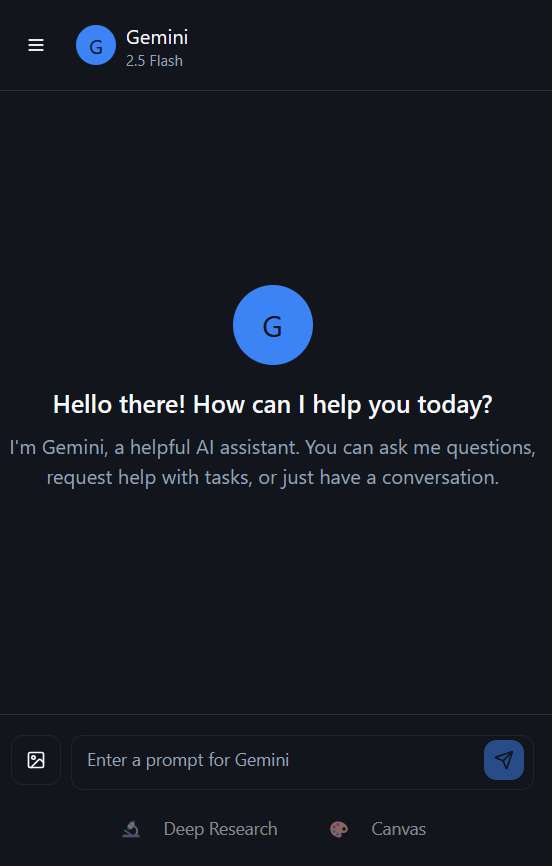 G
Gemini
2.5 Flash
G
Hello there! How can I help you today?
I'm Gemini, a helpful AI assistant. You can ask me questions,
request help with tasks, or just have a conversation.
Enter a prompt for Gemini
Deep Research
Canvas